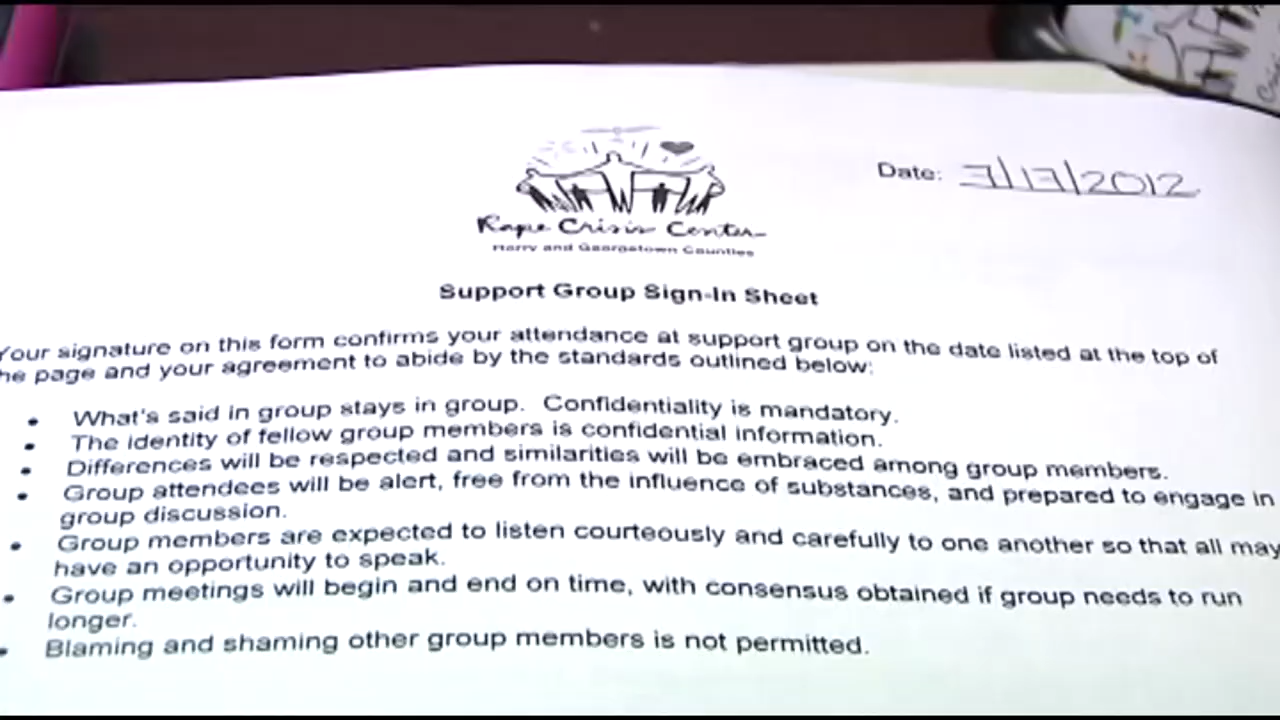 Date: 7/17/2012
Rape Crisis Center
Horry and Georgetown Counties
Support Group Sign-In Sheet
Your signature on this form confirms your attendance at support group on the date listed at the top of
he page and your agreement to abide by the standards outlined below:
• What's said in group stays in group. Confidentiality is mandatory.
• The identity of fellow group members is confidential information.
• Differences will be respected and similarities will be embraced among group members.
• Group attendees will be alert, free from the influence of substances, and prepared to engage in
group discussion.
• Group members are expected to listen courteously and carefully to one another so that all may
have an opportunity to speak.
• Group meetings will begin and end on time, with consensus obtained if group needs to run
longer.
• Blaming and shaming other group members is not permitted.